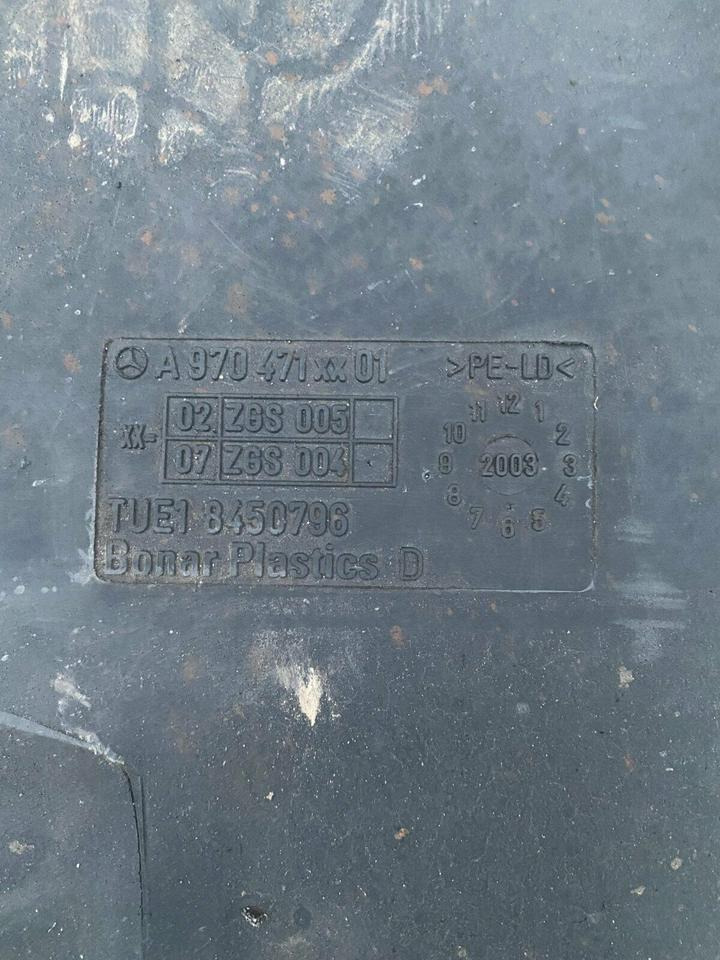 A 970 471 xx 01 >PE-LD<
xx-
02 ZGS 005
07 ZGS 004
12 1 2 3 4 5 6 7 8 9 10 11
2003
TUE1 8450796
Bonar Plastics D